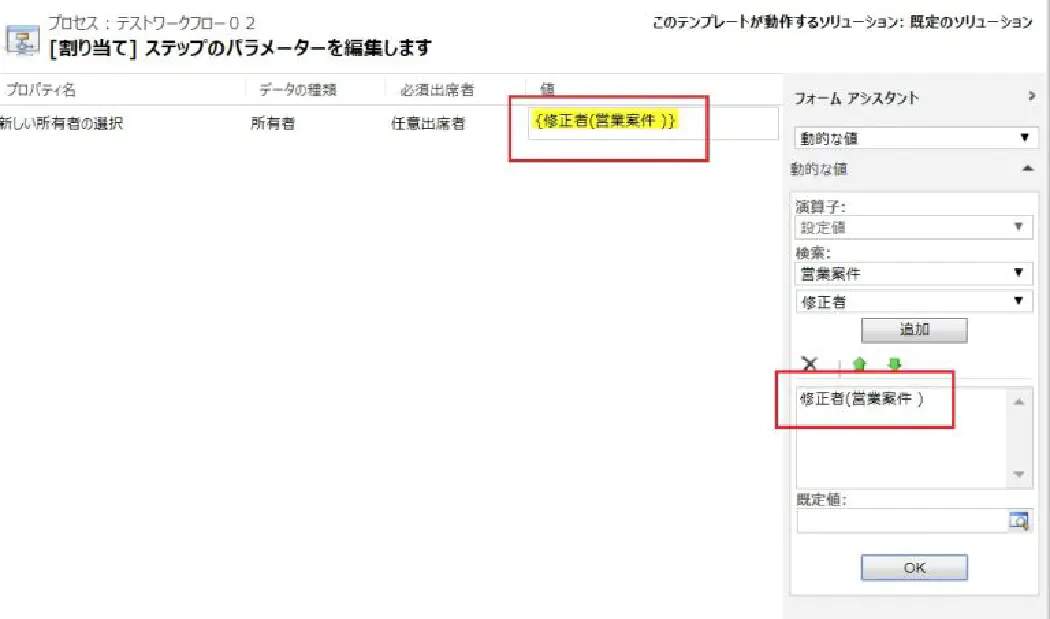 プロセス : テストワークフロー０２
[割り当て] ステップのパラメーターを編集します
このテンプレートが動作するソリューション: 既定のソリューション
プロパティ名 データの種類 必須出席者 値
新しい所有者の選択 所有者 任意出席者 {修正者(営業案件 )}
フォーム アシスタント
動的な値
動的な値
演算子:
設定値
検索:
営業案件
修正者
追加
修正者(営業案件 )
既定値:
OK